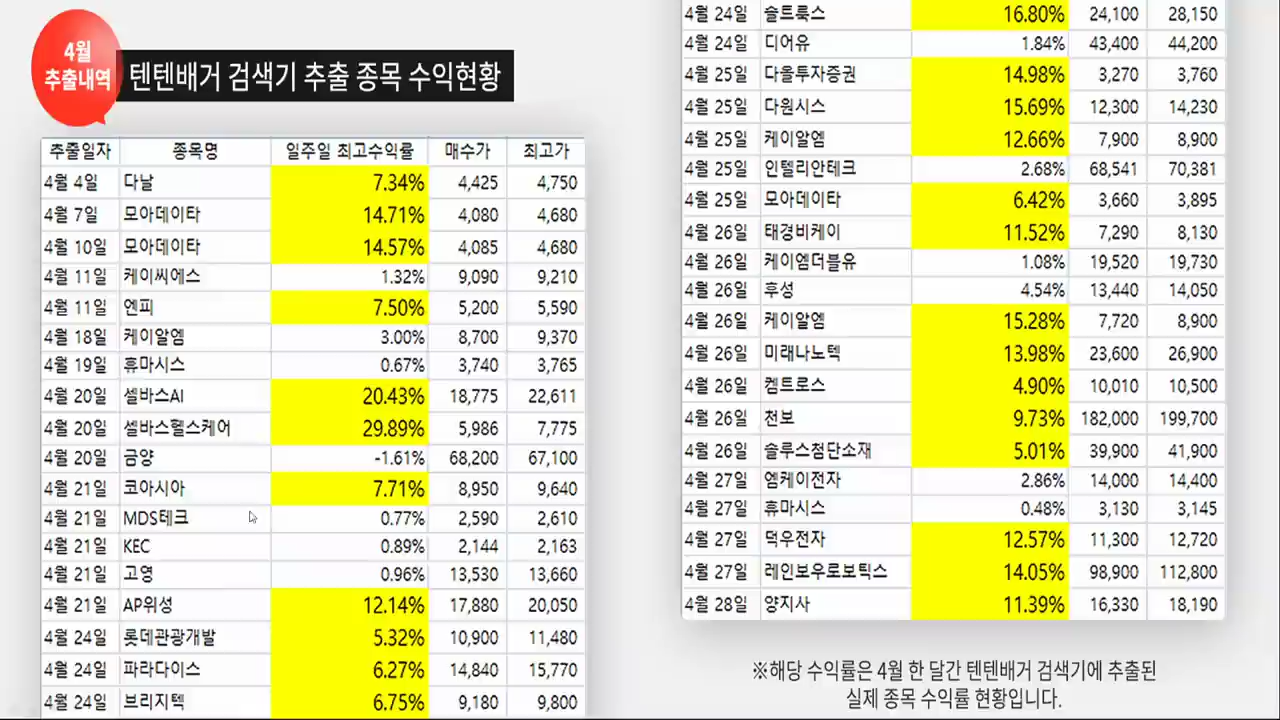 4월
추출내역
텐텐배거 검색기 추출 종목 수익현황
추출일자 종목명 일주일 최고수익률 매수가 최고가
4월 4일 다날 7.34% 4,425 4,750
4월 7일 모아데이타 14.71% 4,080 4,680
4월 10일 모아데이타 14.57% 4,085 4,680
4월 11일 케이씨에스 1.32% 9,090 9,210
4월 11일 엔피 7.50% 5,200 5,590
4월 18일 케이알엠 3.00% 8,700 9,370
4월 19일 휴마시스 0.67% 3,740 3,765
4월 20일 셀바스AI 20.43% 18,775 22,611
4월 20일 셀바스헬스케어 29.89% 5,986 7,775
4월 20일 금양 -1.61% 68,200 67,100
4월 21일 코아시아 7.71% 8,950 9,640
4월 21일 MDS테크 0.77% 2,590 2,610
4월 21일 KEC 0.89% 2,144 2,163
4월 21일 고영 0.96% 13,530 13,660
4월 21일 AP위성 12.14% 17,880 20,050
4월 24일 롯데관광개발 5.32% 10,900 11,480
4월 24일 파라다이스 6.27% 14,840 15,770
4월 24일 브리지텍 6.75% 9,180 9,800
4월 24일 솔트룩스 16.80% 24,100 28,150
4월 24일 디어유 1.84% 43,400 44,200
4월 25일 다올투자증권 14.98% 3,270 3,760
4월 25일 다원시스 15.69% 12,300 14,230
4월 25일 케이알엠 12.66% 7,900 8,900
4월 25일 인텔리안테크 2.68% 68,541 70,381
4월 25일 모아데이타 6.42% 3,660 3,895
4월 26일 태경비케이 11.52% 7,290 8,130
4월 26일 케이엠더블유 1.08% 19,520 19,730
4월 26일 후성 4.54% 13,440 14,050
4월 26일 케이알엠 15.28% 7,720 8,900
4월 26일 미래나노텍 13.98% 23,600 26,900
4월 26일 켐트로스 4.90% 10,010 10,500
4월 26일 천보 9.73% 182,000 199,700
4월 26일 솔루스첨단소재 5.01% 39,900 41,900
4월 27일 엠케이전자 2.86% 14,000 14,400
4월 27일 휴마시스 0.48% 3,130 3,145
4월 27일 덕우전자 12.57% 11,300 12,720
4월 27일 레인보우로보틱스 14.05% 98,900 112,800
4월 28일 양지사 11.39% 16,330 18,190
※해당 수익률은 4월 한 달간 텐텐배거 검색기에 추출된
실제 종목 수익률 현황입니다.